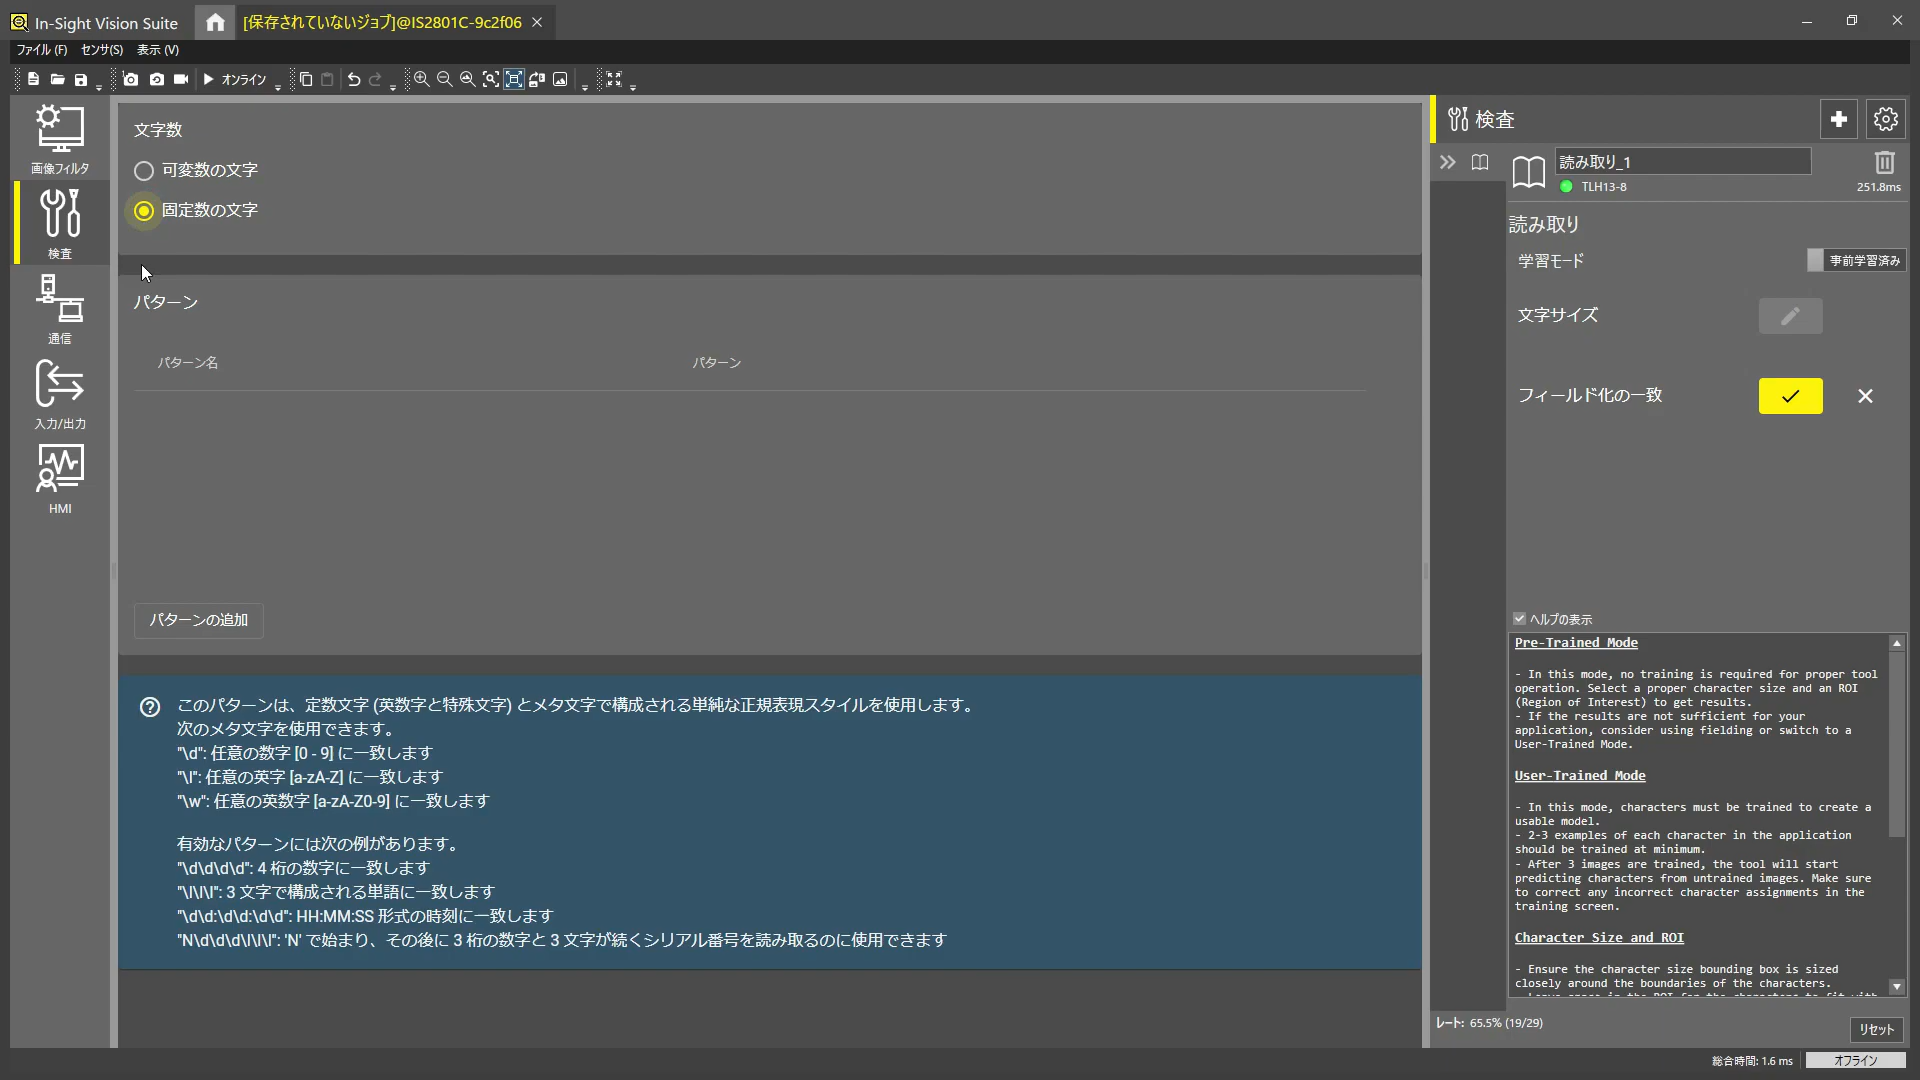 In-Sight Vision Suite
[保存されていないジョブ]@IS2801C-9c2f06
ファイル (F) センサ(S) 表示 (V)
オンライン
画像フィルタ
検査
通信
入力/出力
HMI
文字数
可変数の文字
固定数の文字
パターン
パターン名 パターン
パターンの追加
このパターンは、定数文字 (英数字と特殊文字) とメタ文字で構成される単純な正規表現スタイルを使用します。
次のメタ文字を使用できます。
"\d": 任意の数字 [0 - 9] に一致します
"\l": 任意の英字 [a-zA-Z] に一致します
"\w": 任意の英数字 [a-zA-Z0-9] に一致します
有効なパターンには次の例があります。
"\d\d\d\d": 4 桁の数字に一致します
"\l\l\l": 3 文字で構成される単語に一致します
"\d\d:\d\d:\d\d": HH:MM:SS 形式の時刻に一致します
"N\d\d\d\l\l\l": 'N' で始まり、その後に 3 桁の数字と 3 文字が続くシリアル番号を読み取るのに使用できます
検査
読み取り_1
TLH13-8
251.8ms
読み取り
学習モード 事前学習済み
文字サイズ
フィールド化の一致
ヘルプの表示
Pre-Trained Mode
- In this mode, no training is required for proper tool
operation. Select a proper character size and an ROI
(Region of Interest) to get results.
- If the results are not sufficient for your
application, consider using fielding or switch to a
User-Trained Mode.
User-Trained Mode
- In this mode, characters must be trained to create a
usable model.
- 2-3 examples of each character in the application
should be trained at minimum.
- After 3 images are trained, the tool will start
predicting characters from untrained images. Make sure
to correct any incorrect character assignments in the
training screen.
Character Size and ROI
- Ensure the character size bounding box is sized
closely around the boundaries of the characters.
レート: 65.5% (19/29)
リセット
総合時間: 1.6 ms オフライン